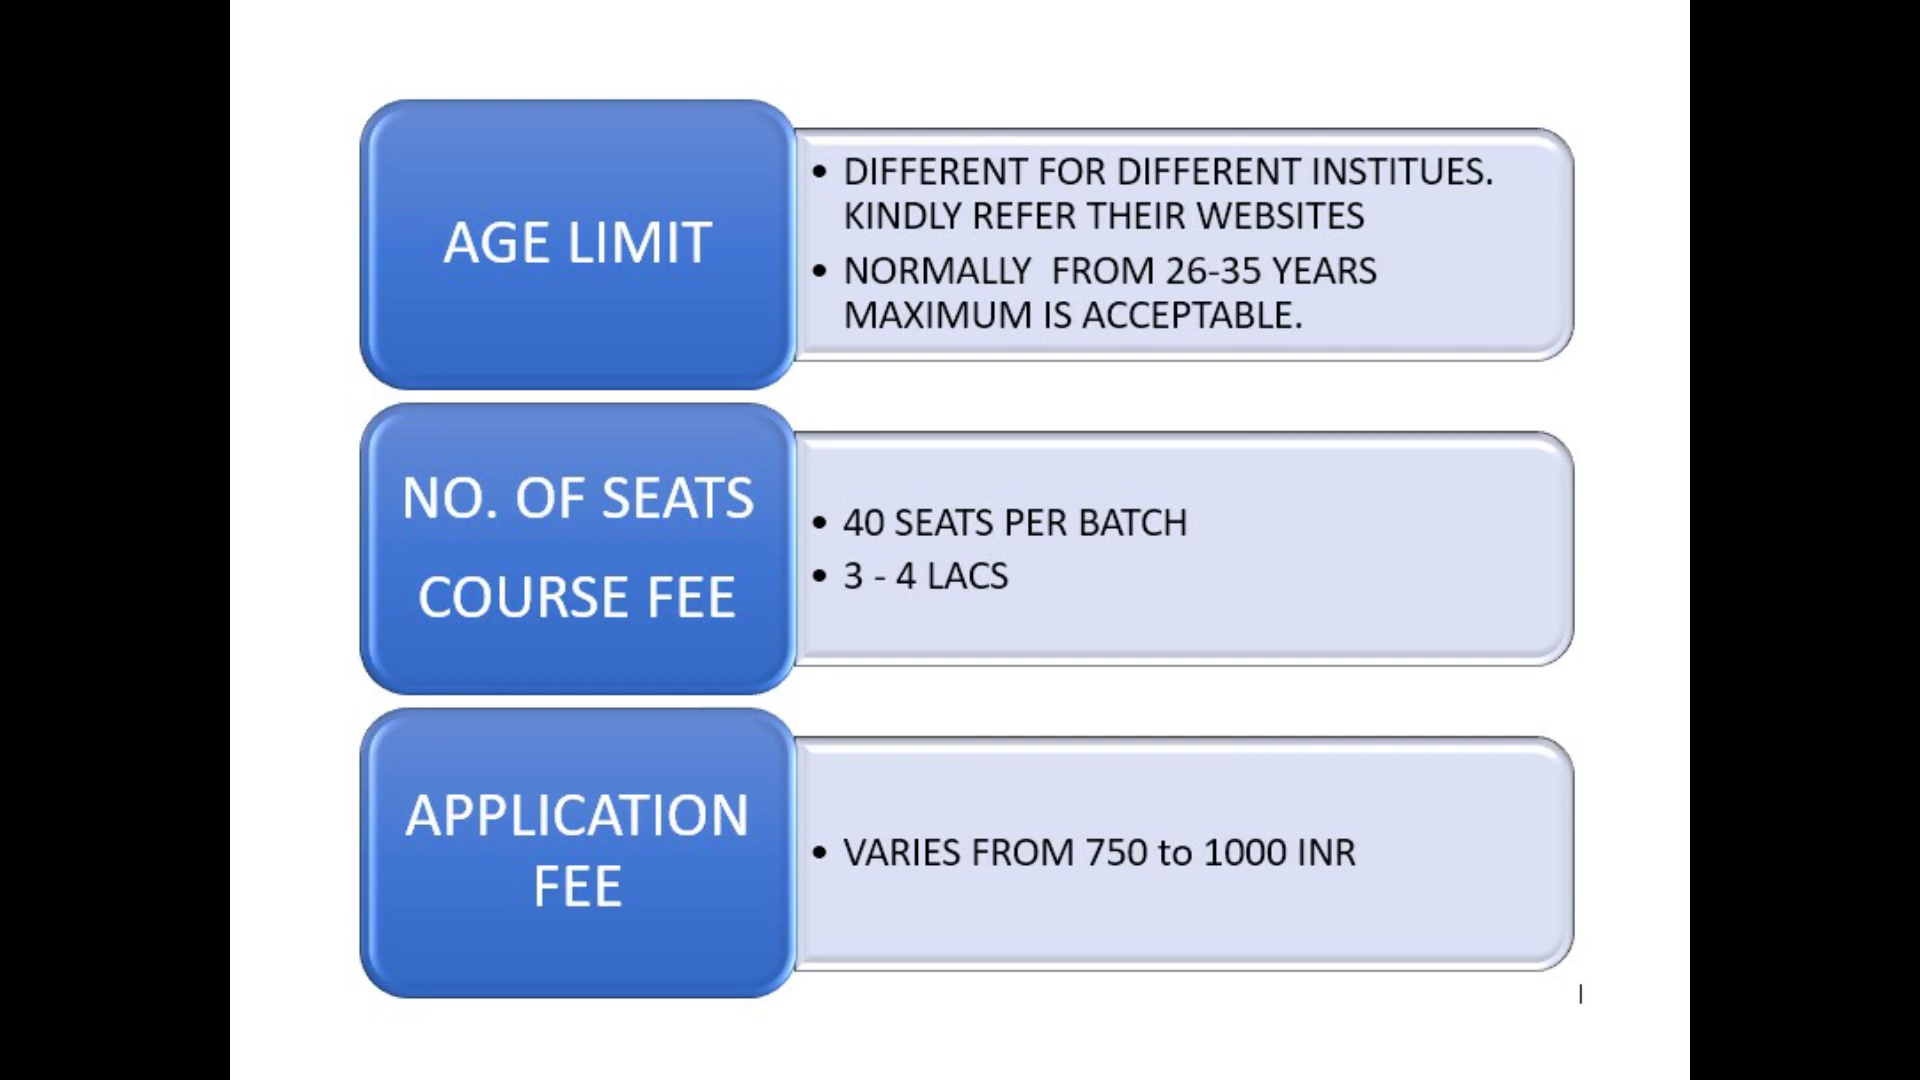 AGE LIMIT
• DIFFERENT FOR DIFFERENT INSTITUES.
KINDLY REFER THEIR WEBSITES
• NORMALLY  FROM 26-35 YEARS
MAXIMUM IS ACCEPTABLE.
NO. OF SEATS
COURSE FEE
• 40 SEATS PER BATCH
• 3 - 4 LACS
APPLICATION
FEE
• VARIES FROM 750 to 1000 INR